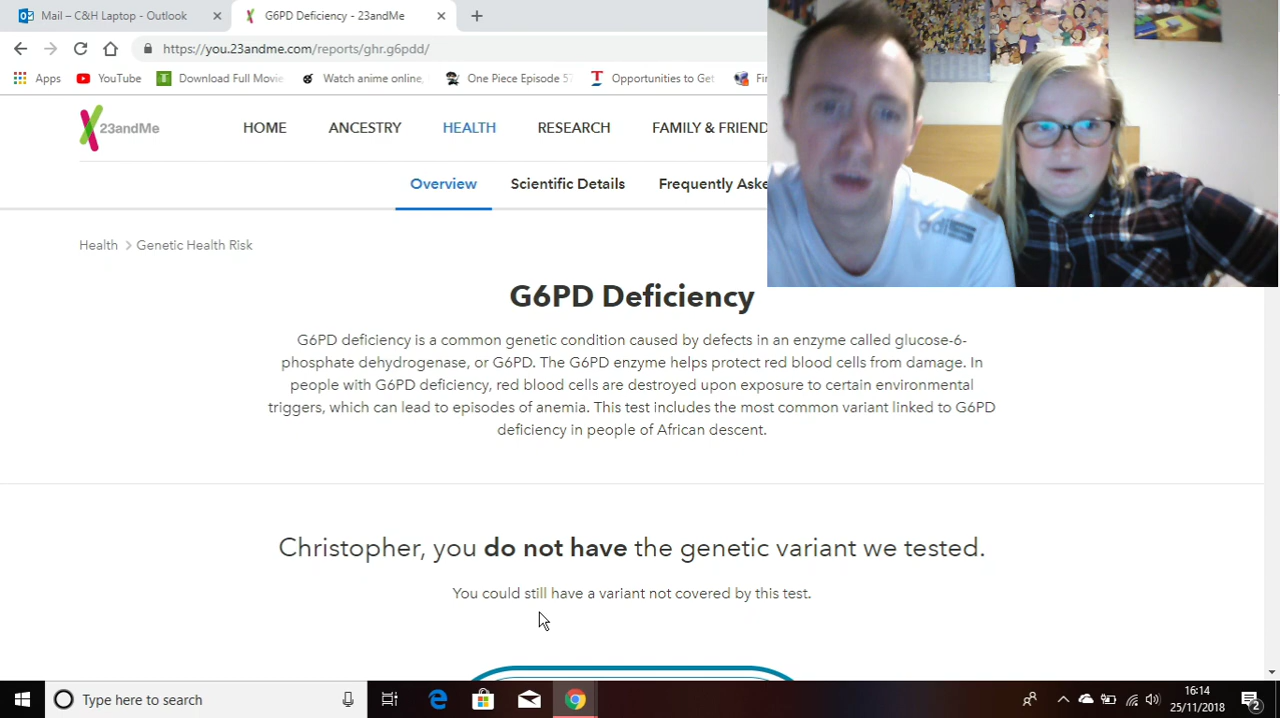 Mail – C&H Laptop - Outlook
G6PD Deficiency - 23andMe
https://you.23andme.com/reports/ghr.g6pdd/
Apps
YouTube
Download Full Movie
Watch anime online,
One Piece Episode 57
Opportunities to Get
Fir
23andMe
HOME
ANCESTRY
HEALTH
RESEARCH
FAMILY & FRIEND
Overview
Scientific Details
Frequently Aske
Health > Genetic Health Risk
G6PD Deficiency
G6PD deficiency is a common genetic condition caused by defects in an enzyme called glucose-6-
phosphate dehydrogenase, or G6PD. The G6PD enzyme helps protect red blood cells from damage. In
people with G6PD deficiency, red blood cells are destroyed upon exposure to certain environmental
triggers, which can lead to episodes of anemia. This test includes the most common variant linked to G6PD
deficiency in people of African descent.
Christopher, you do not have the genetic variant we tested.
You could still have a variant not covered by this test.
Type here to search
16:14
25/11/2018
2